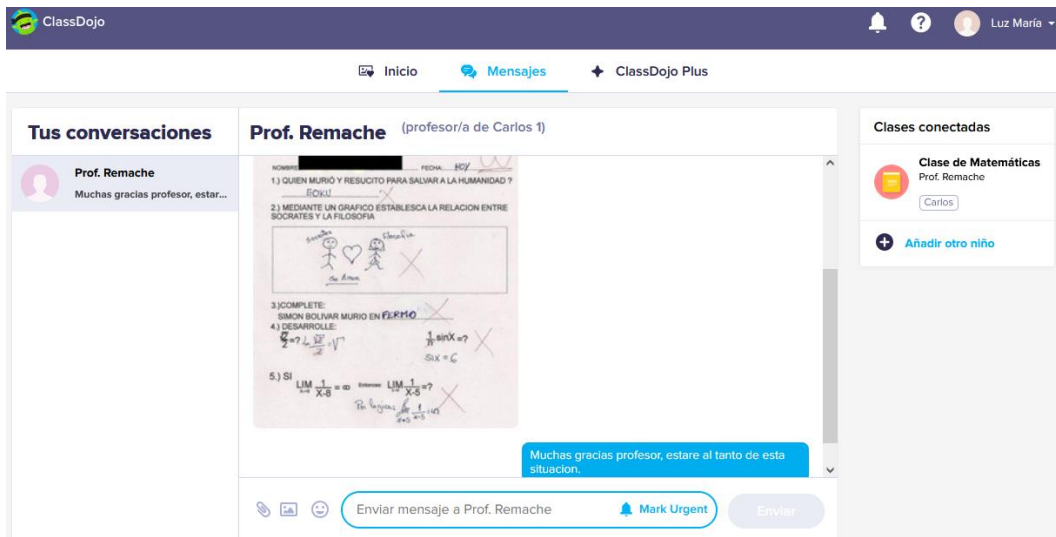 ClassDojo
Luz María
Inicio
Mensajes
ClassDojo Plus
Tus conversaciones
Prof. Remache
Muchas gracias profesor, estar...
Prof. Remache (profesor/a de Carlos 1)
NOMBRE FECHA: HOY
1.) QUIEN MURIÓ Y RESUCITO PARA SALVAR A LA HUMANIDAD ?
GOKU
2.) MEDIANTE UN GRAFICO ESTABLESCA LA RELACION ENTRE
SOCRATES Y LA FILOSOFIA
Socrates Filosofia
3.)COMPLETE:
SIMON BOLIVAR MURIO EN FERMO
4.) DESARROLLE:
1/n sinX =?
six = 6
5.) SI LIM 1/X-8 = ∞ Entonces LIM 1/X-5 =?
Por logica
Muchas gracias profesor, estare al tanto de esta
situacion.
Enviar mensaje a Prof. Remache
Mark Urgent
Enviar
Clases conectadas
Clase de Matemáticas
Prof. Remache
Carlos
Añadir otro niño